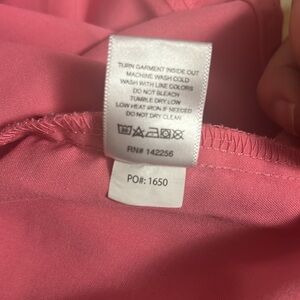 TURN GARMENT INSIDE OUT
MACHINE WASH COLD
WASH WITH LIKE COLORS
DO NOT BLEACH
TUMBLE DRY LOW
LOW HEAT IRON IF NEEDED
DO NOT DRY CLEAN
RN# 142256
PO#: 1650